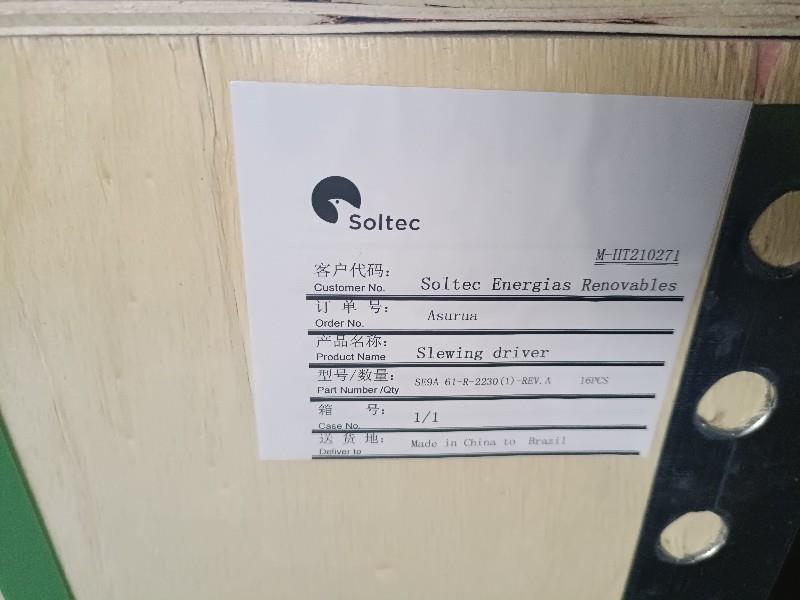 Soltec
M-HT210271
客户代码：
Customer No. Soltec Energias Renovables
订 单 号：
Order No. Asurua
产品名称：
Product Name Slewing driver
型号/数量：
Part Number /Qty SE9A 61-R-2230(1)-REV.A 16PCS
箱 号：
Case No. 1/1
送 货 地：
Deliver to Made in China to Brazil